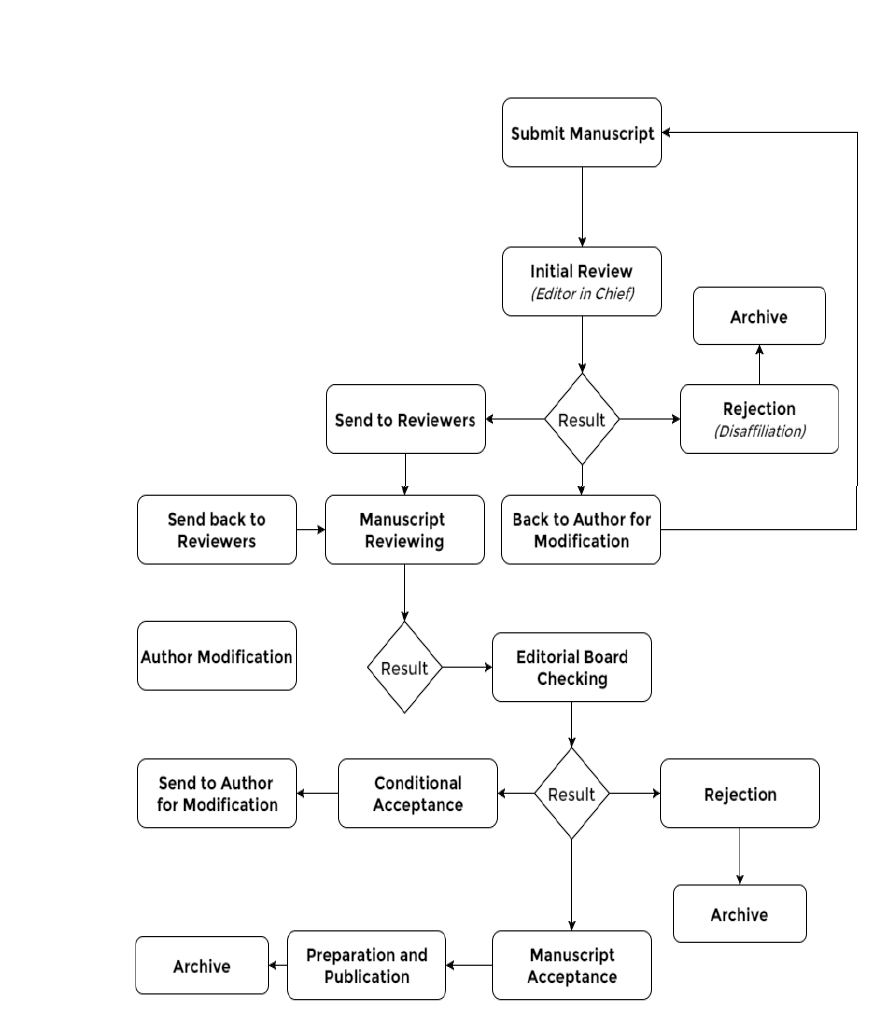 Submit Manuscript
Initial Review
(Editor in Chief)
Archive
Send to Reviewers
Result
Rejection
(Disaffiliation)
Send back to
Reviewers
Manuscript
Reviewing
Back to Author for
Modification
Author Modification
Result
Editorial Board
Checking
Send to Author
for Modification
Conditional
Acceptance
Result
Rejection
Archive
Archive
Preparation and
Publication
Manuscript
Acceptance